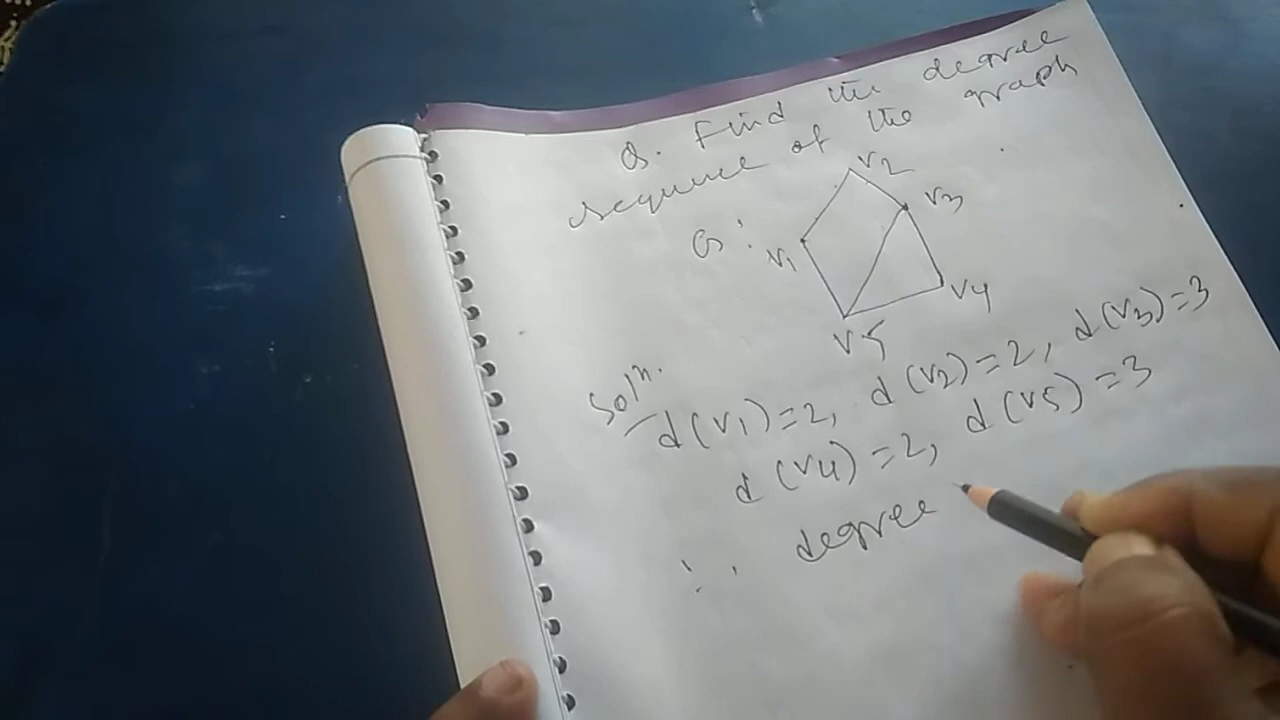 Q. Find the degree
sequence of the graph
G:
v2
v3
v1
v4
v5
Soln.
d(v1)=2, d(v2)=2, d(v3)=3
d(v4)=2, d(v5)=3
∴ degree